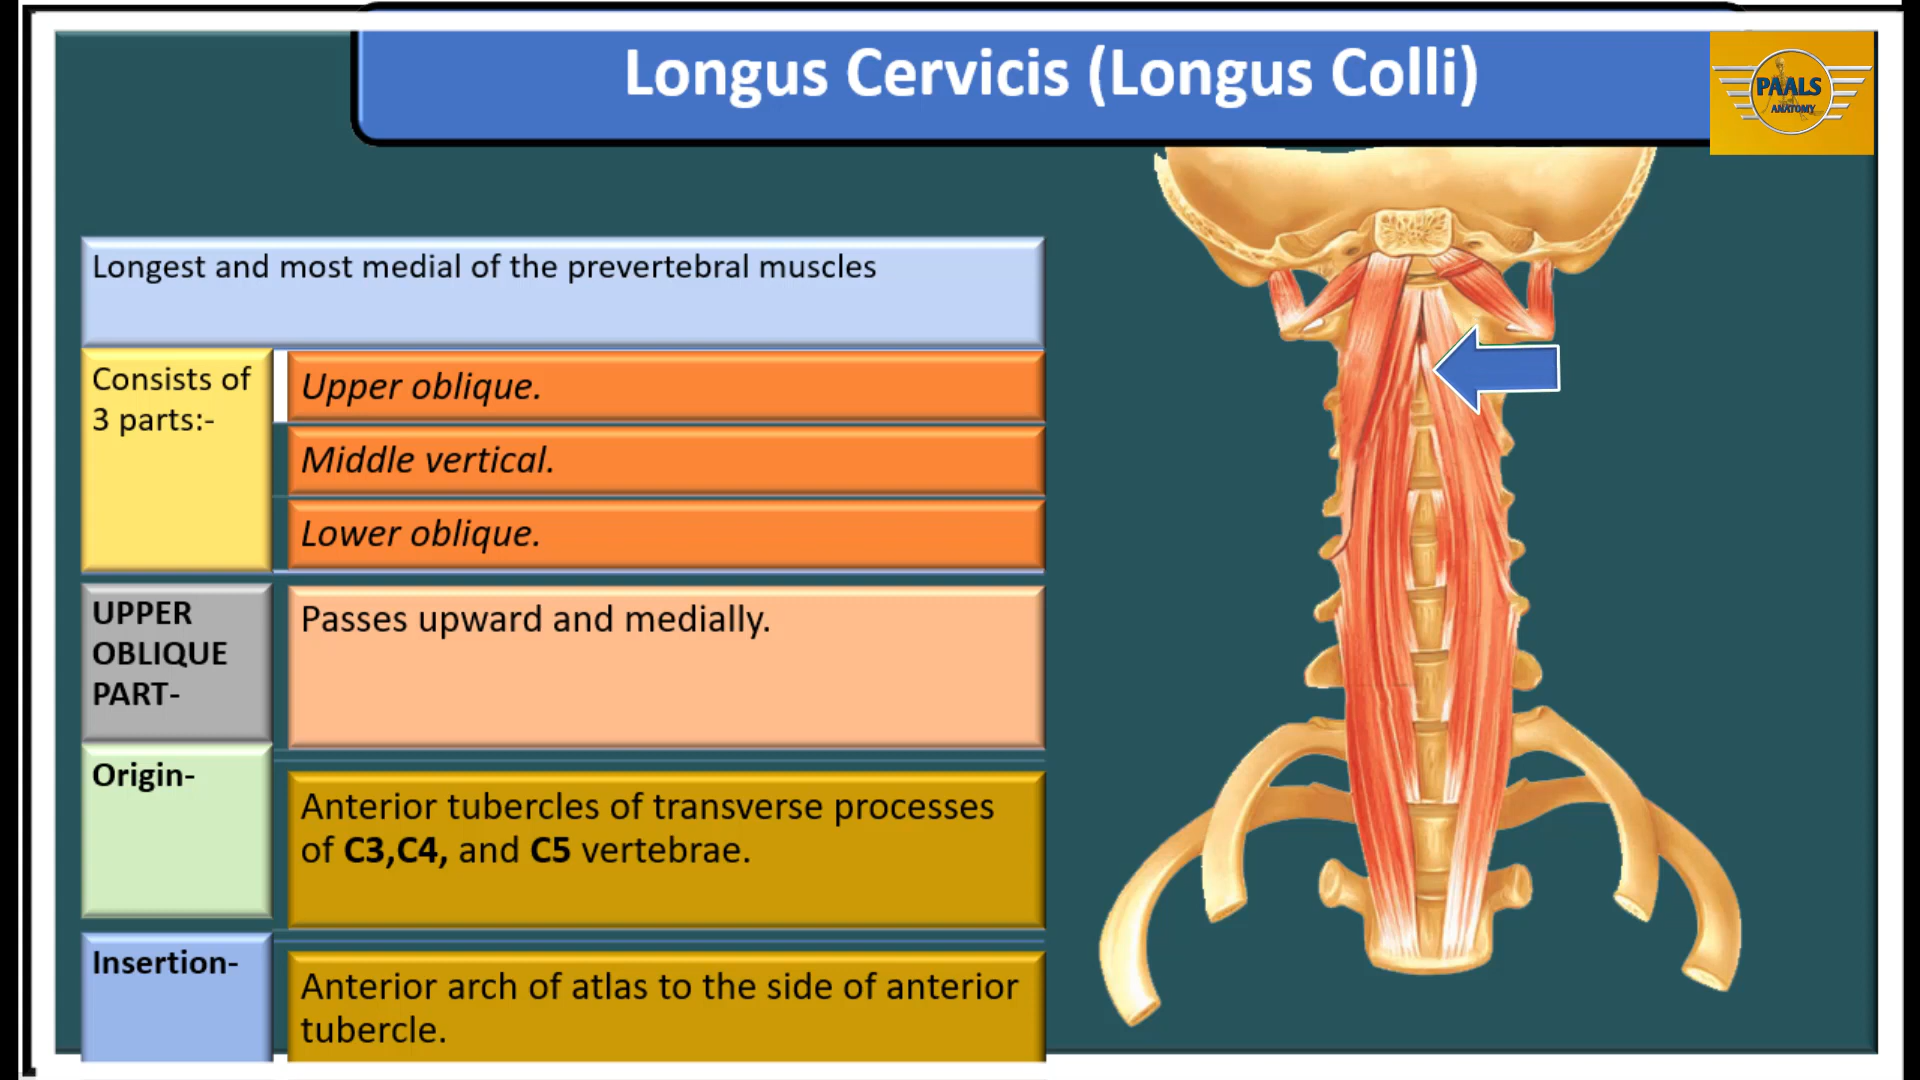 Longus Cervicis (Longus Colli)
PAALS
ANATOMY
Longest and most medial of the prevertebral muscles
Consists of
3 parts:-
Upper oblique.
Middle vertical.
Lower oblique.
UPPER
OBLIQUE
PART-
Passes upward and medially.
Origin-
Anterior tubercles of transverse processes
of C3,C4, and C5 vertebrae.
Insertion-
Anterior arch of atlas to the side of anterior
tubercle.